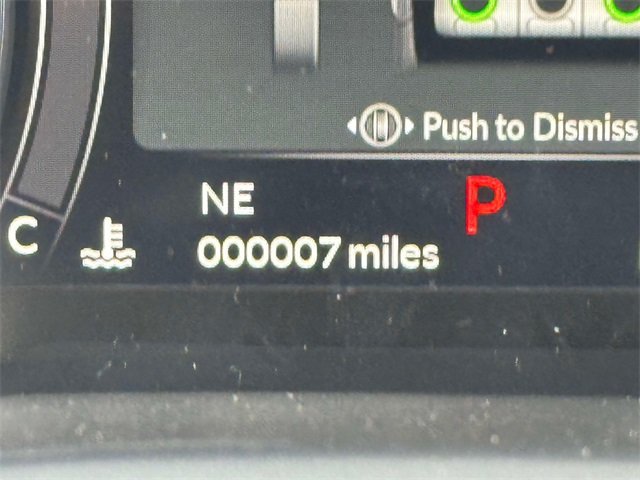 Push to Dismiss
NE
P
C
000007 miles